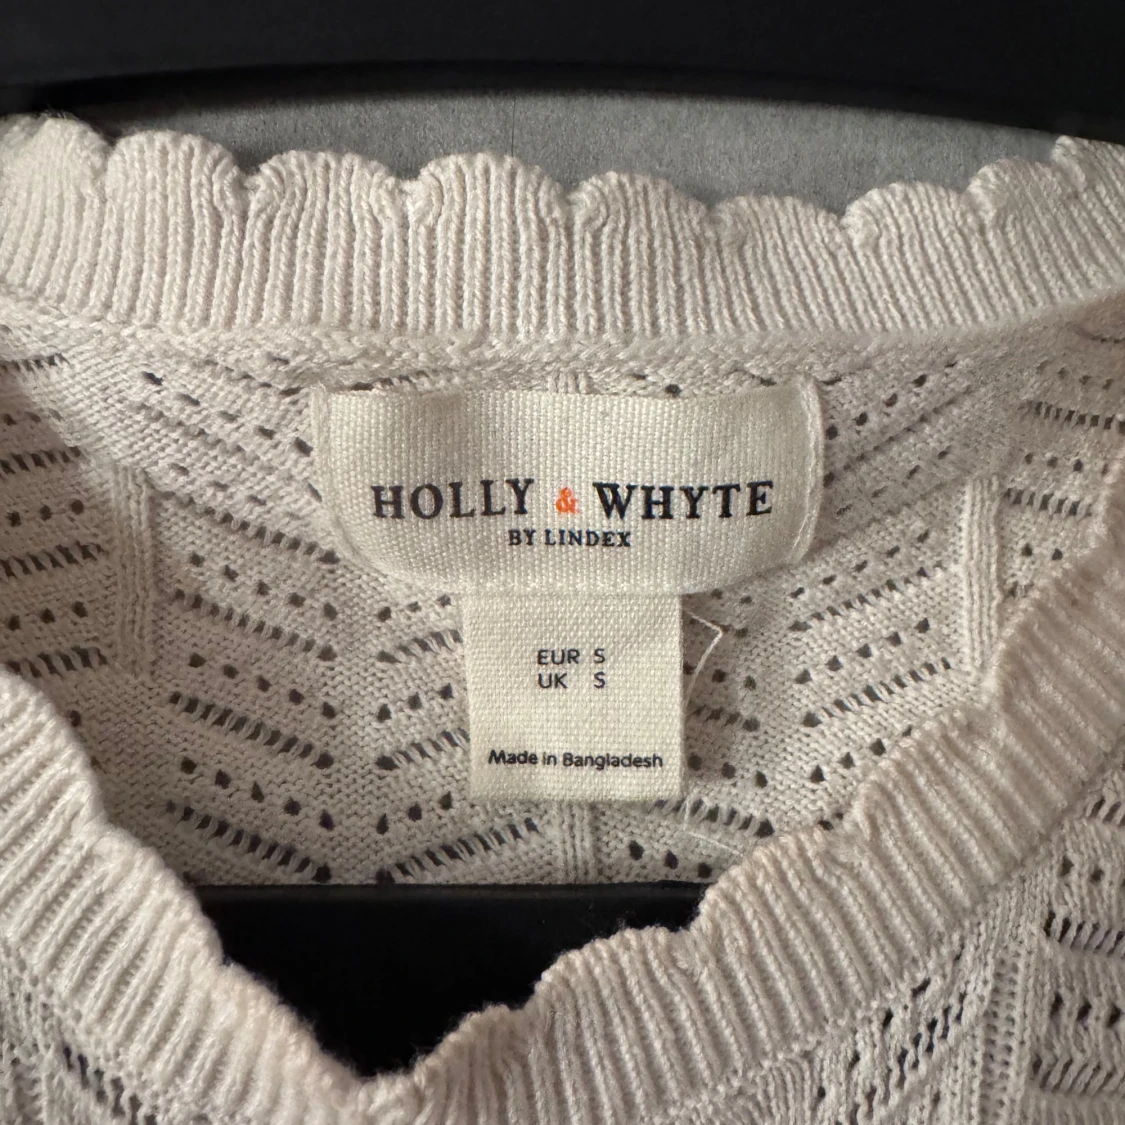 HOLLY & WHYTE
BY LINDEX
EUR S
UK S
Made in Bangladesh